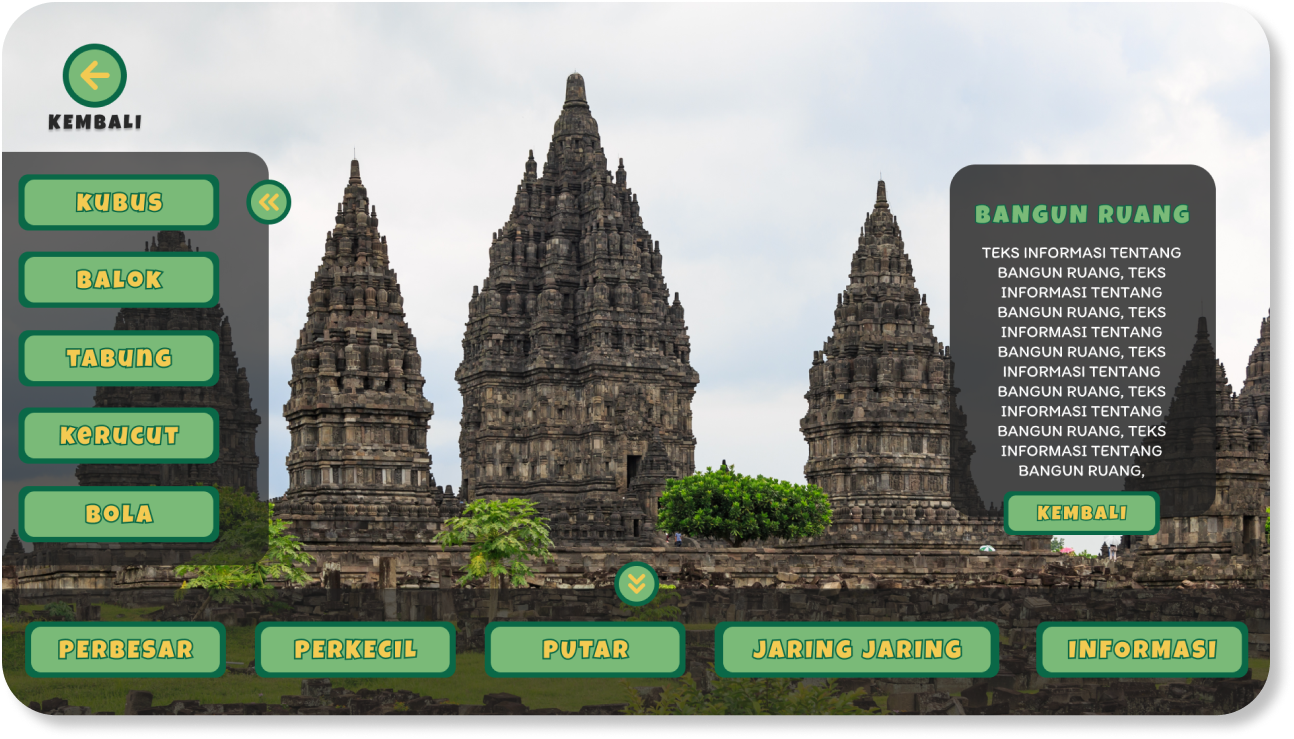 KEMBALI
KUBUS
BALOK
TABUNG
KERUCUT
BOLA
BANGUN RUANG
TEKS INFORMASI TENTANG
BANGUN RUANG, TEKS
INFORMASI TENTANG
BANGUN RUANG, TEKS
INFORMASI TENTANG
BANGUN RUANG, TEKS
INFORMASI TENTANG
BANGUN RUANG, TEKS
INFORMASI TENTANG
BANGUN RUANG, TEKS
INFORMASI TENTANG
BANGUN RUANG,
KEMBALI
PERBESAR
PERKECIL
PUTAR
JARING JARING
INFORMASI